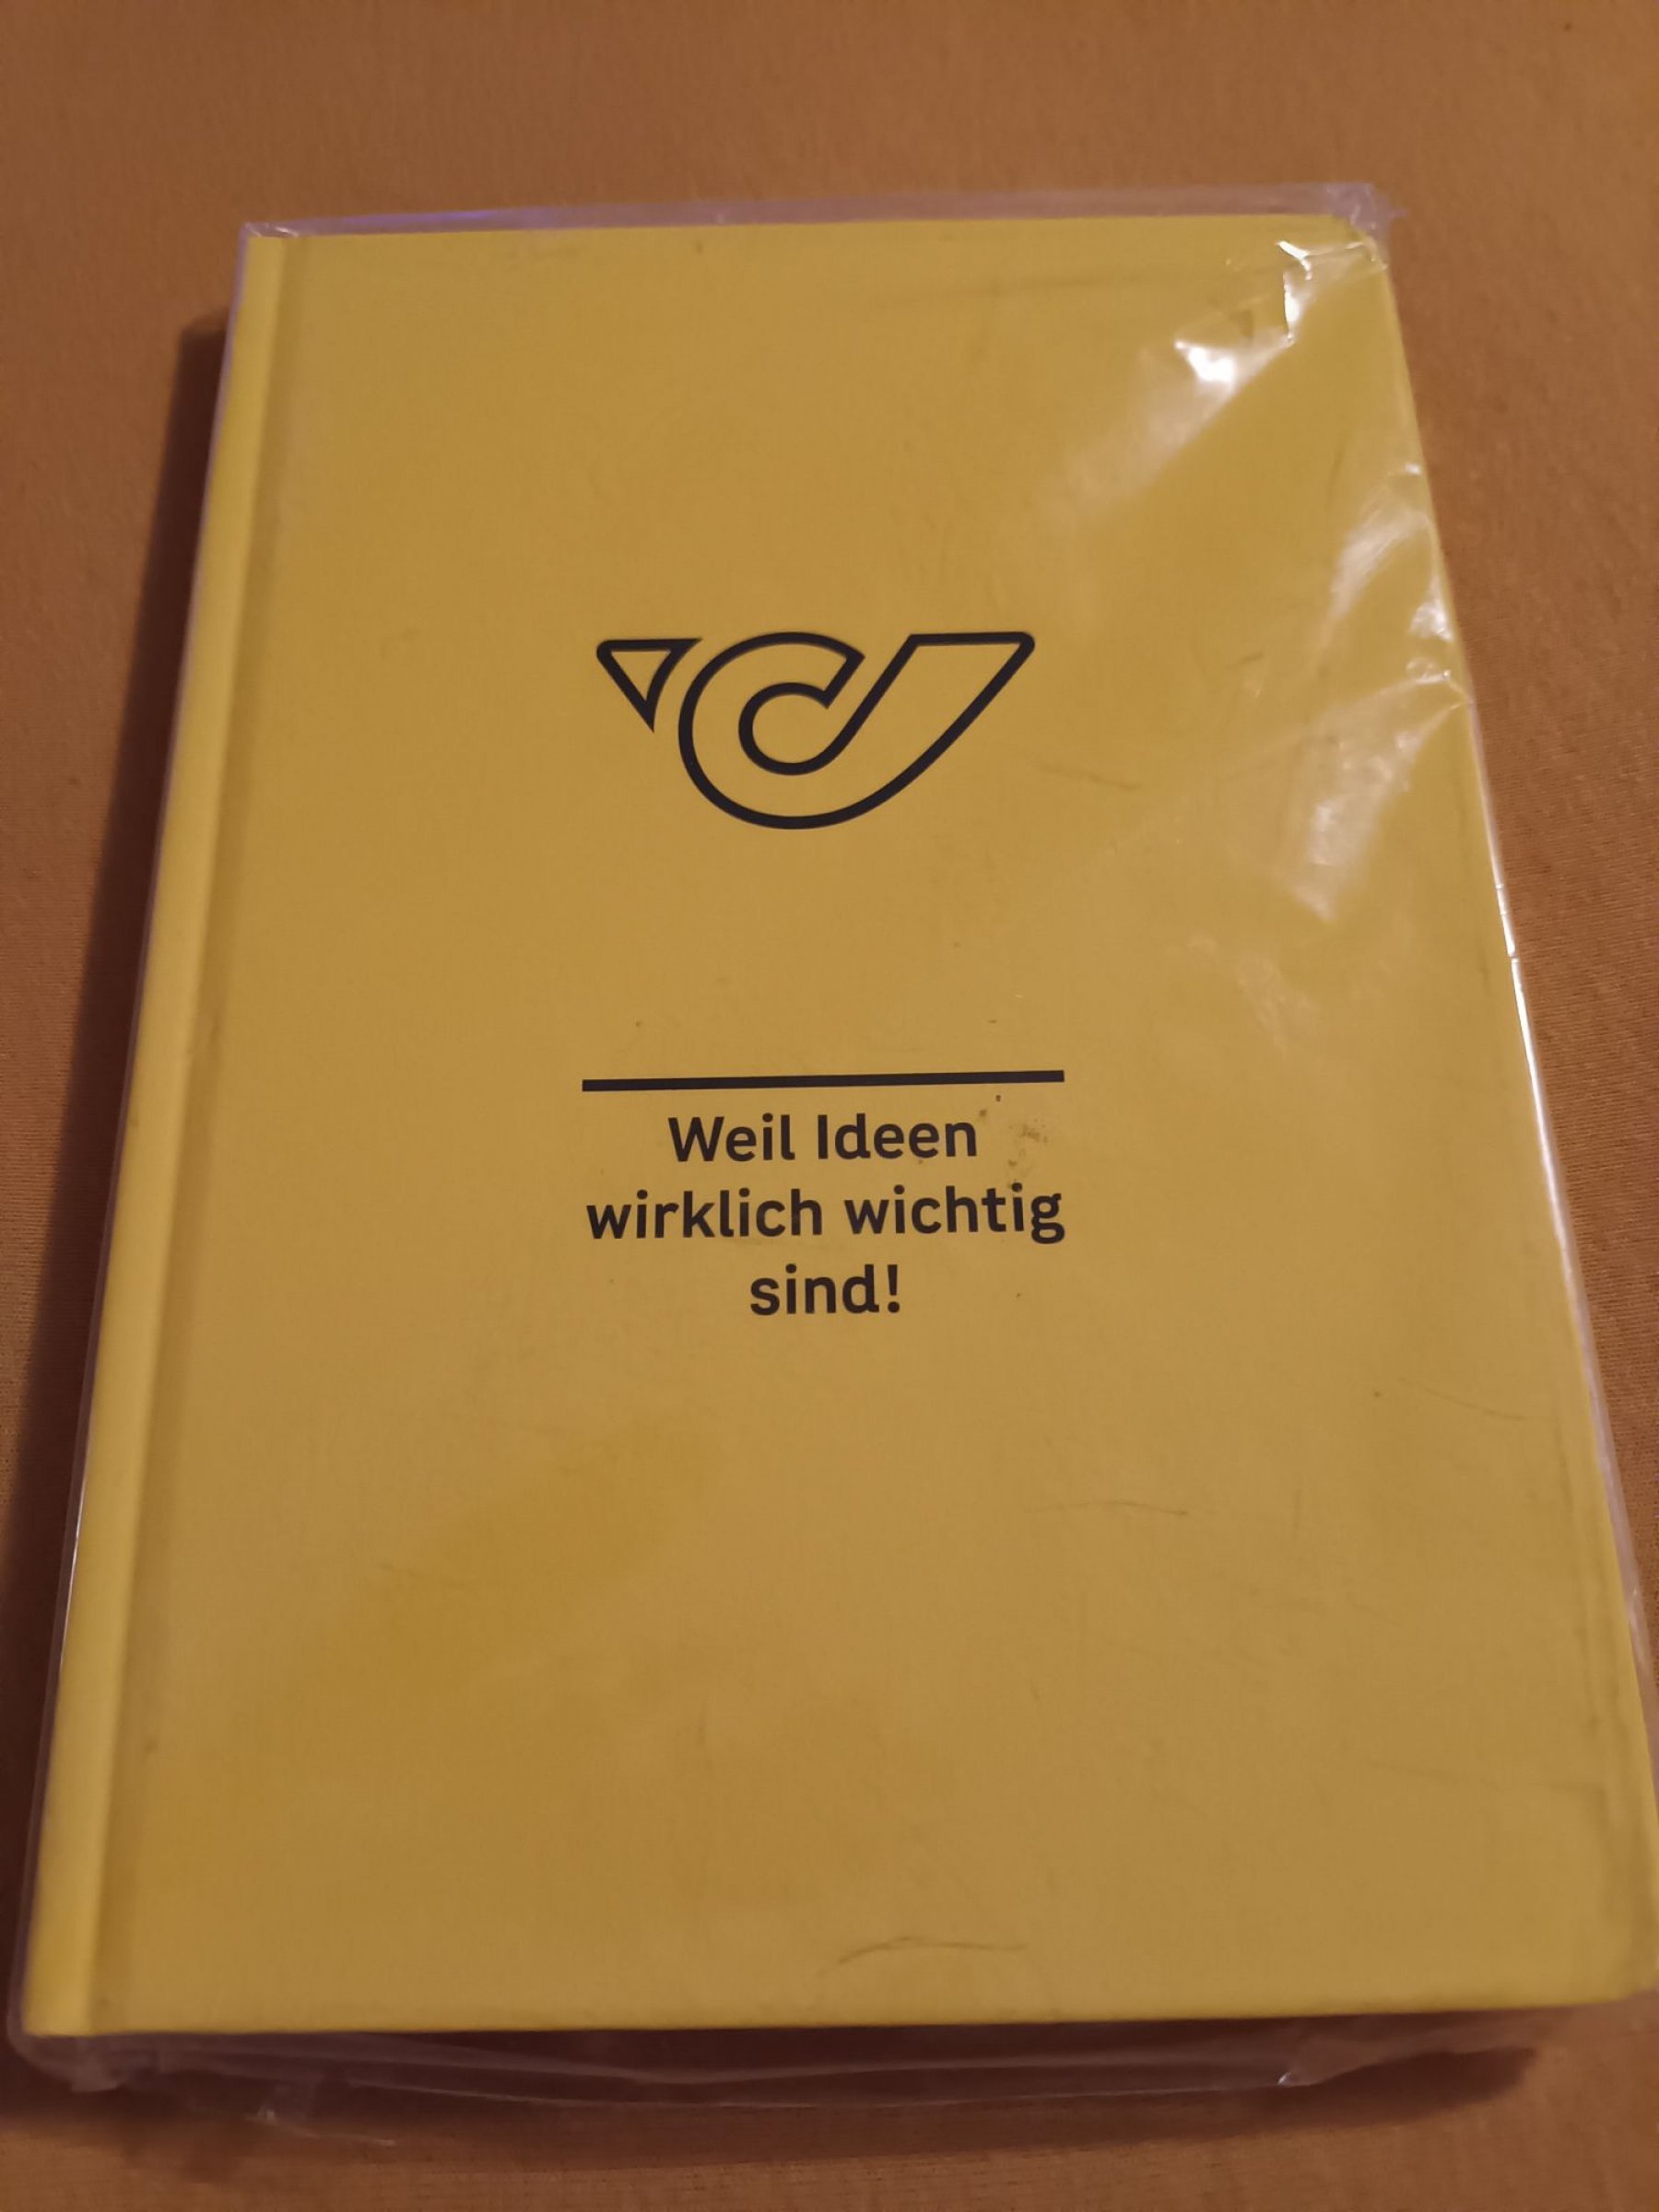 Weil Ideen
wirklich wichtig
sind!